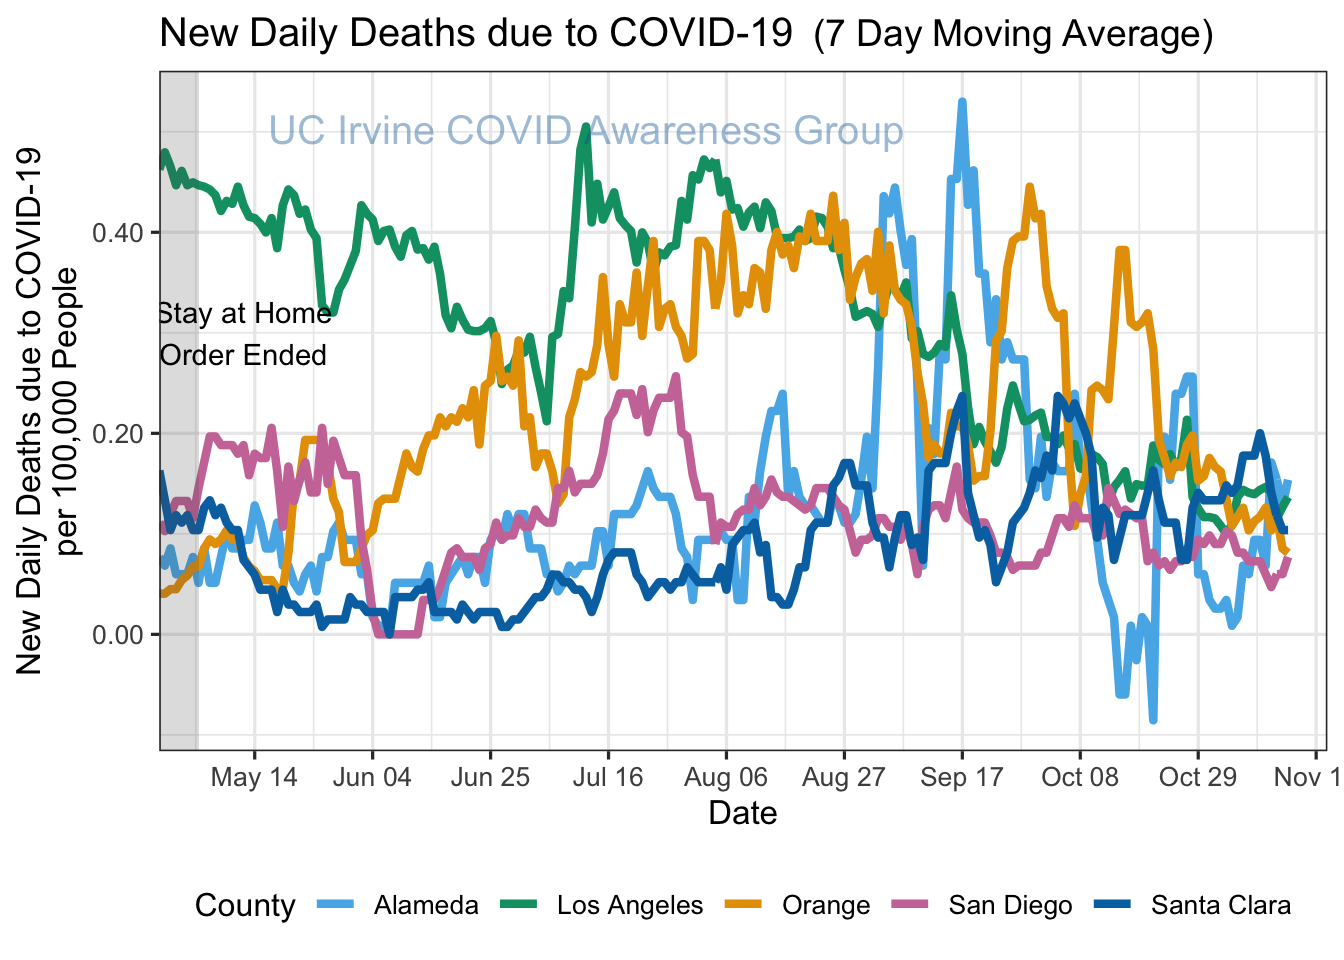 New Daily Deaths due to COVID-19 (7 Day Moving Average)
UC Irvine COVID Awareness Group
New Daily Deaths due to COVID-19
per 100,000 People
0.40
0.20
0.00
Stay at Home
Order Ended
May 14 Jun 04 Jun 25 Jul 16 Aug 06 Aug 27 Sep 17 Oct 08 Oct 29 Nov 1
Date
County Alameda Los Angeles Orange San Diego Santa Clara